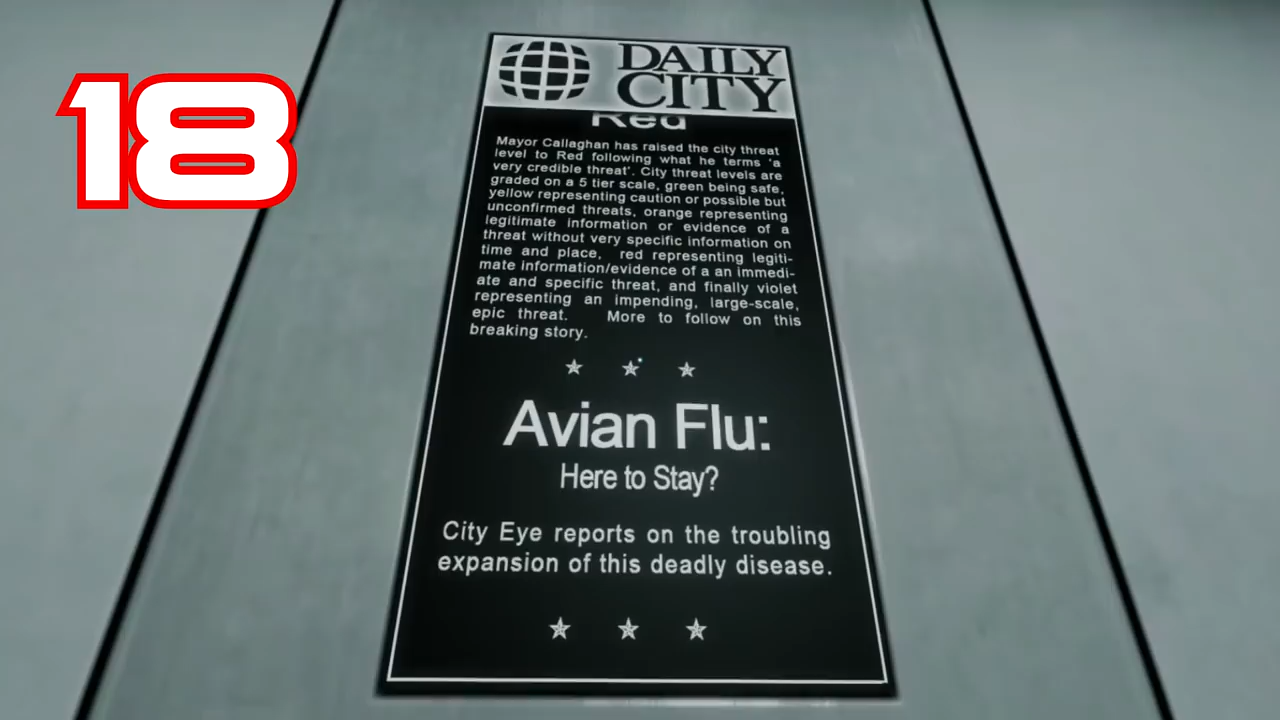 18
DAILY
CITY
Red
Mayor Callaghan has raised the city threat
level to Red following what he terms 'a
very credible threat'. City threat levels are
graded on a 5 tier scale, green being safe,
yellow representing caution or possible but
unconfirmed threats, orange representing
legitimate information or evidence of a
threat without very specific information on
time and place, red representing legiti-
mate information/evidence of a an immedi-
ate and specific threat, and finally violet
representing an impending, large-scale,
epic threat. More to follow on this
breaking story.
Avian Flu:
Here to Stay?
City Eye reports on the troubling
expansion of this deadly disease.